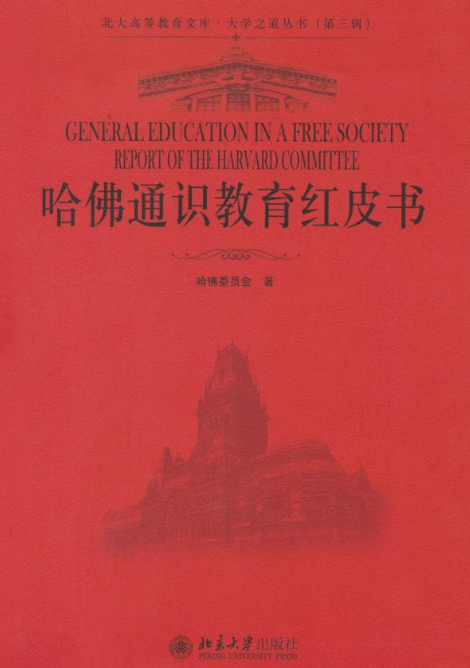 北大高等教育文库·大学之道丛书（第三辑）
GENERAL EDUCATION IN A FREE SOCIETY
REPORT OF THE HARVARD COMMITTEE
哈佛通识教育红皮书
哈佛委员会 著
北京大学出版社
PEKING UNIVERSITY PRESS